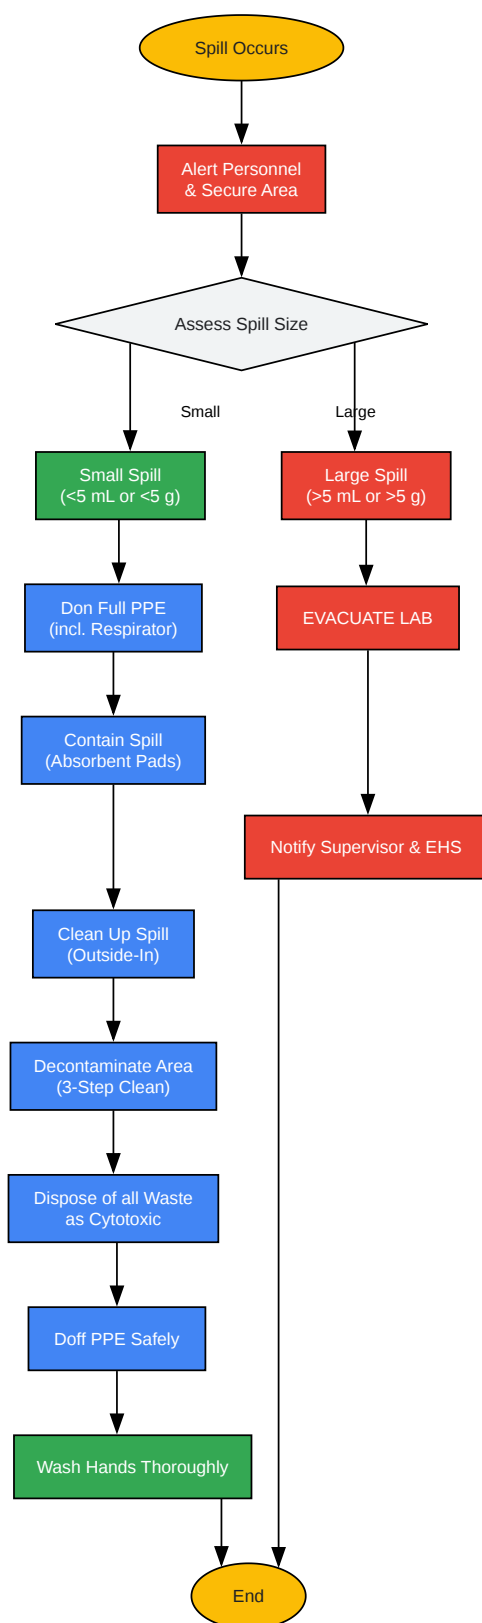 Spill Occurs
Alert Personnel
& Secure Area
Assess Spill Size
Small
Large
Small Spill
(<5 mL or <5 g)
Large Spill
(>5 mL or >5 g)
Don Full PPE
(incl. Respirator)
EVACUATE LAB
Contain Spill
(Absorbent Pads)
Notify Supervisor & EHS
Clean Up Spill
(Outside-In)
Decontaminate Area
(3-Step Clean)
Dispose of all Waste
as Cytotoxic
Doff PPE Safely
Wash Hands Thoroughly
End